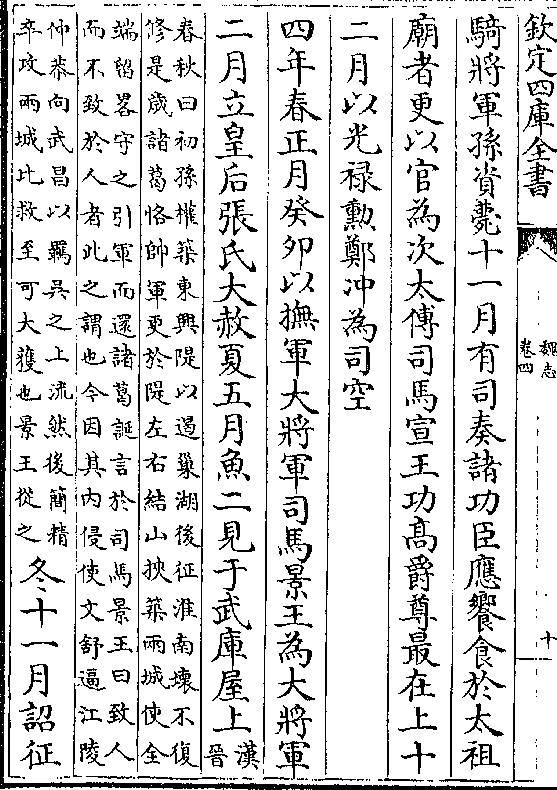 欽定四庫全書
魏志
卷四
十
騎將軍孫資薨十一月有司奏諸功臣應饗食於太祖
廟者更以官為次太傅司馬宣王功髙爵尊最在上十
二月以光祿勲鄭冲為司空
四年春正月癸卯以撫軍大將軍司馬景王為大將軍
二月立皇后張氏大赦夏五月魚二見于武庫屋上漢
晉
春秋曰初孫權築東興隄以遏巢湖後征淮南壞不復
修是歲諸葛恪帥軍更於隄左右結山挾築兩城使全
端留畧守之引軍而還諸葛誕言於司馬景王曰致人
而不致於人者此之謂也今因其内侵使文舒逼江陵
仲恭向武昌以羈吳之上流然後簡精
卒攻兩城比救至可大獲也景王從之
冬十一月詔征